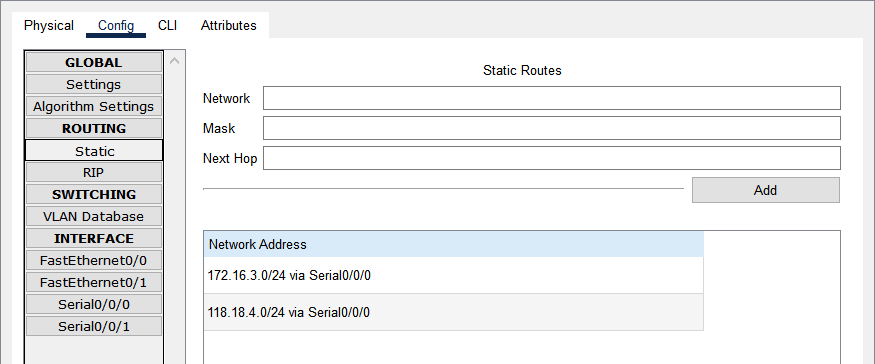 Physical Config CLI Attributes
GLOBAL
Settings
Algorithm Settings
ROUTING
Static
RIP
SWITCHING
VLAN Database
INTERFACE
FastEthernet0/0
FastEthernet0/1
Serial0/0/0
Serial0/0/1
Static Routes
Network
Mask
Next Hop
Add
Network Address
172.16.3.0/24 via Serial0/0/0
118.18.4.0/24 via Serial0/0/0